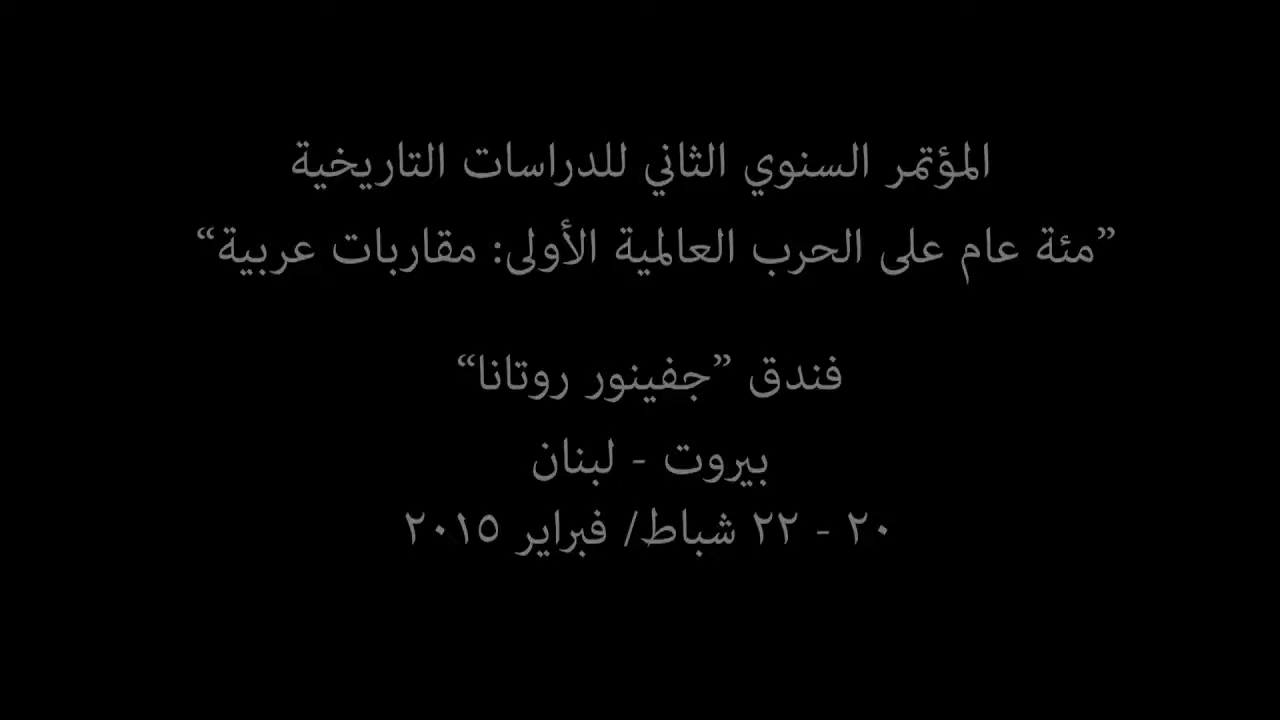 المؤتمر السنوي الثاني للدراسات التاريخية
”مئة عام على الحرب العالمية الأولى: مقاربات عربية“
فندق ”جفينور روتانا“
بيروت - لبنان
٢٠ - ٢٢ شباط/ فبراير ٢٠١٥